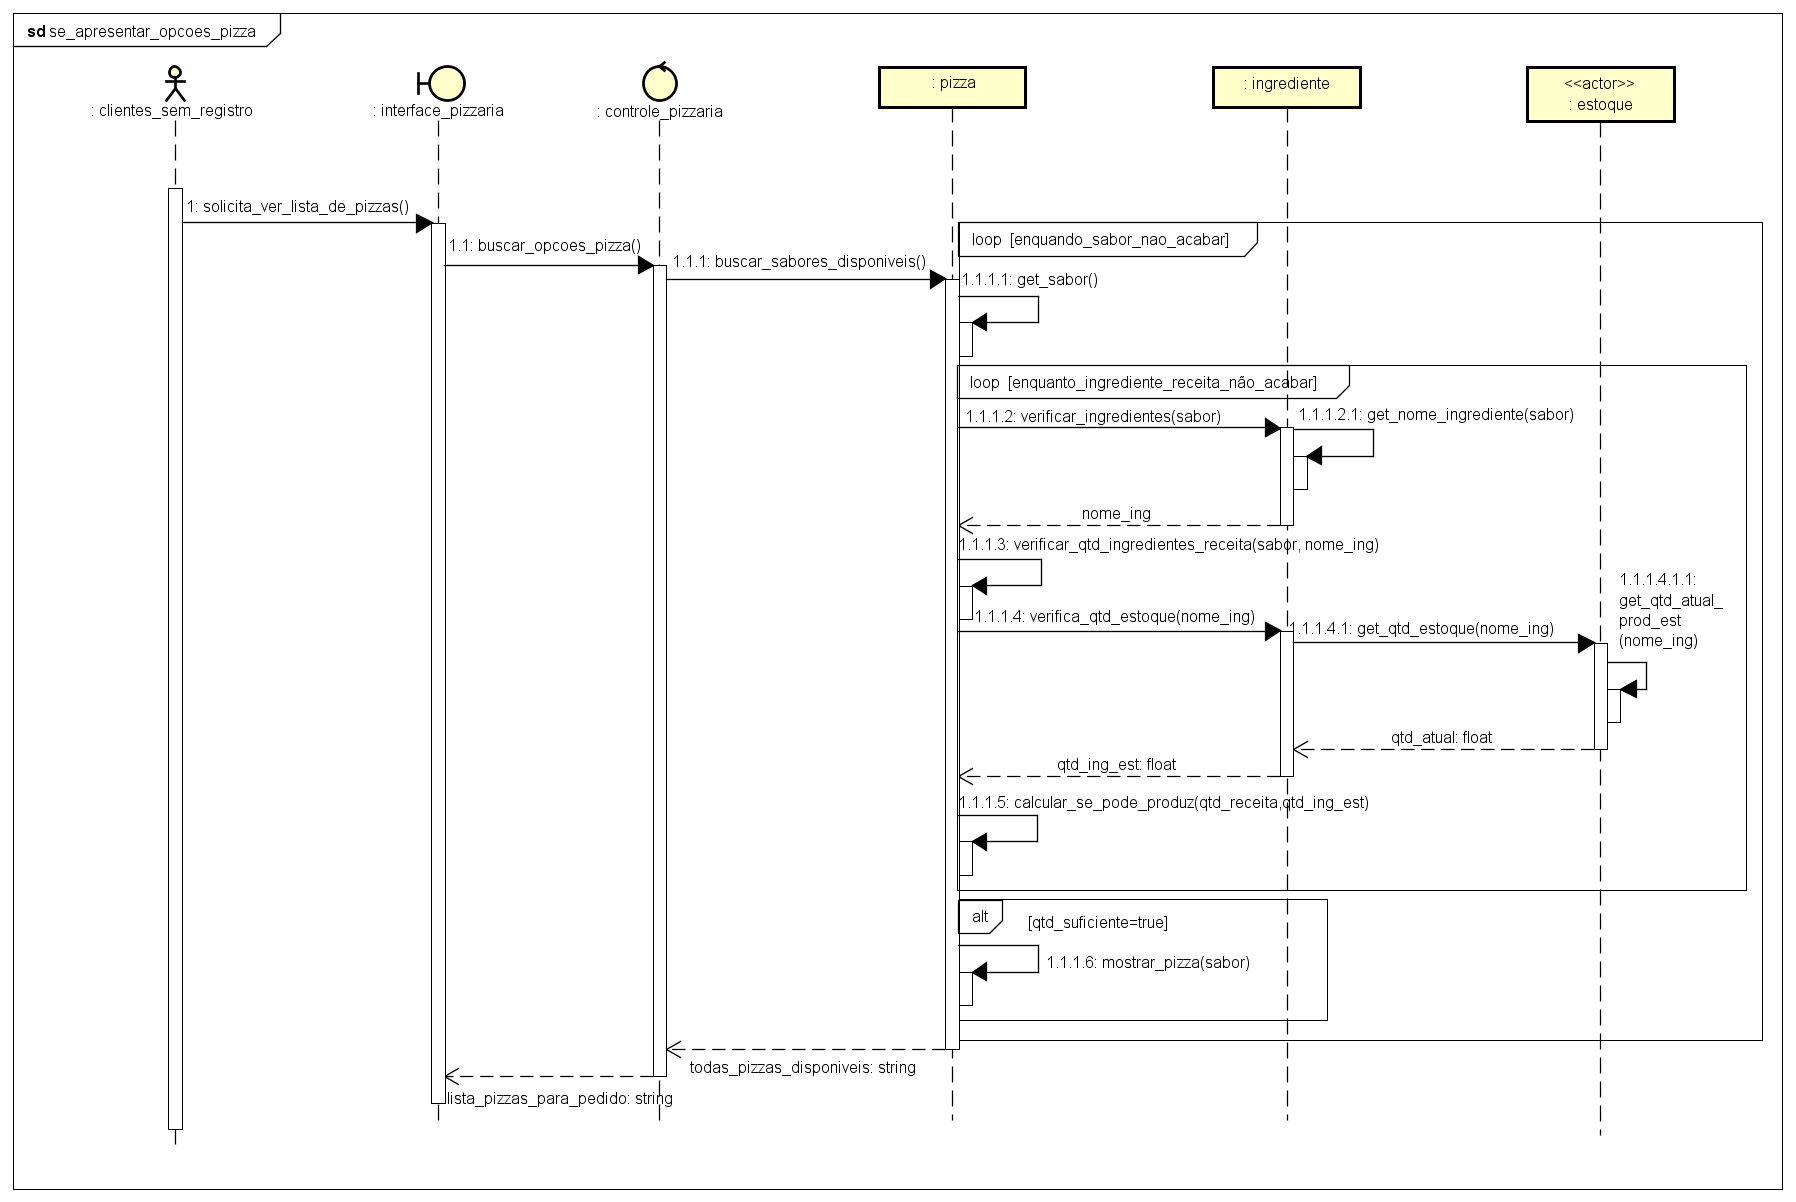 sd se_apresentar_opcoes_pizza
: clientes_sem_registro
: interface_pizzaria
: controle_pizzaria
: pizza
: ingrediente
<<actor>>
: estoque
1: solicita_ver_lista_de_pizzas()
1.1: buscar_opcoes_pizza()
1.1.1: buscar_sabores_disponiveis()
loop [enquando_sabor_nao_acabar]
1.1.1.1: get_sabor()
loop [enquanto_ingrediente_receita_não_acabar]
1.1.1.2: verificar_ingredientes(sabor)
1.1.1.2.1: get_nome_ingrediente(sabor)
nome_ing
1.1.1.3: verificar_qtd_ingredientes_receita(sabor, nome_ing)
1.1.1.4: verifica_qtd_estoque(nome_ing)
1.1.1.4.1: get_qtd_estoque(nome_ing)
1.1.1.4.1.1:
get_qtd_atual_
prod_est
(nome_ing)
qtd_atual: float
qtd_ing_est: float
1.1.1.5: calcular_se_pode_produz(qtd_receita,qtd_ing_est)
alt [qtd_suficiente=true]
1.1.1.6: mostrar_pizza(sabor)
todas_pizzas_disponiveis: string
lista_pizzas_para_pedido: string